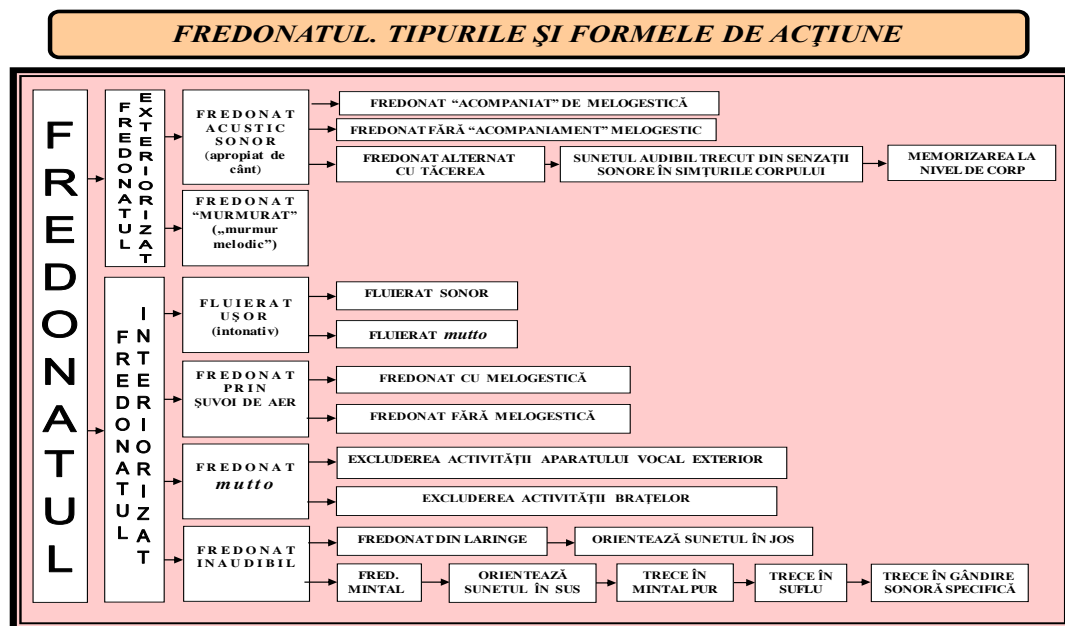 FREDONATUL. TIPURILE ŞI FORMELE DE ACŢIUNE
FREDONATUL
FREDONATUL
EXTERIORIZAT
FREDONAT
ACUSTIC
SONOR
(apropiat de
cânt)
FREDONAT “ACOMPANIAT” DE MELOGESTICĂ
FREDONAT FĂRĂ “ACOMPANIAMENT” MELOGESTIC
FREDONAT ALTERNAT
CU TĂCEREA
SUNETUL AUDIBIL TRECUT DIN SENZAŢII
SONORE ÎN SIMŢURILE CORPULUI
MEMORIZAREA LA
NIVEL DE CORP
FREDONAT
“MURMURAT”
(„murmur
melodic”)
FREDONATUL
INTERIORIZAT
FLUIERAT
UŞOR
(intonativ)
FLUIERAT SONOR
FLUIERAT mutto
FREDONAT
PRIN
ŞUVOI DE AER
FREDONAT CU MELOGESTICĂ
FREDONAT FĂRĂ MELOGESTICĂ
FREDONAT
mutto
EXCLUDEREA ACTIVITĂŢII APARATULUI VOCAL EXTERIOR
EXCLUDEREA ACTIVITĂŢII BRAŢELOR
FREDONAT
INAUDIBIL
FREDONAT DIN LARINGE
ORIENTEAZĂ SUNETUL ÎN JOS
FRED.
MINTAL
ORIENTEAZĂ
SUNETUL ÎN SUS
TRECE ÎN
MINTAL PUR
TRECE ÎN
SUFLU
TRECE ÎN GÂNDIRE
SONORĂ SPECIFICĂ